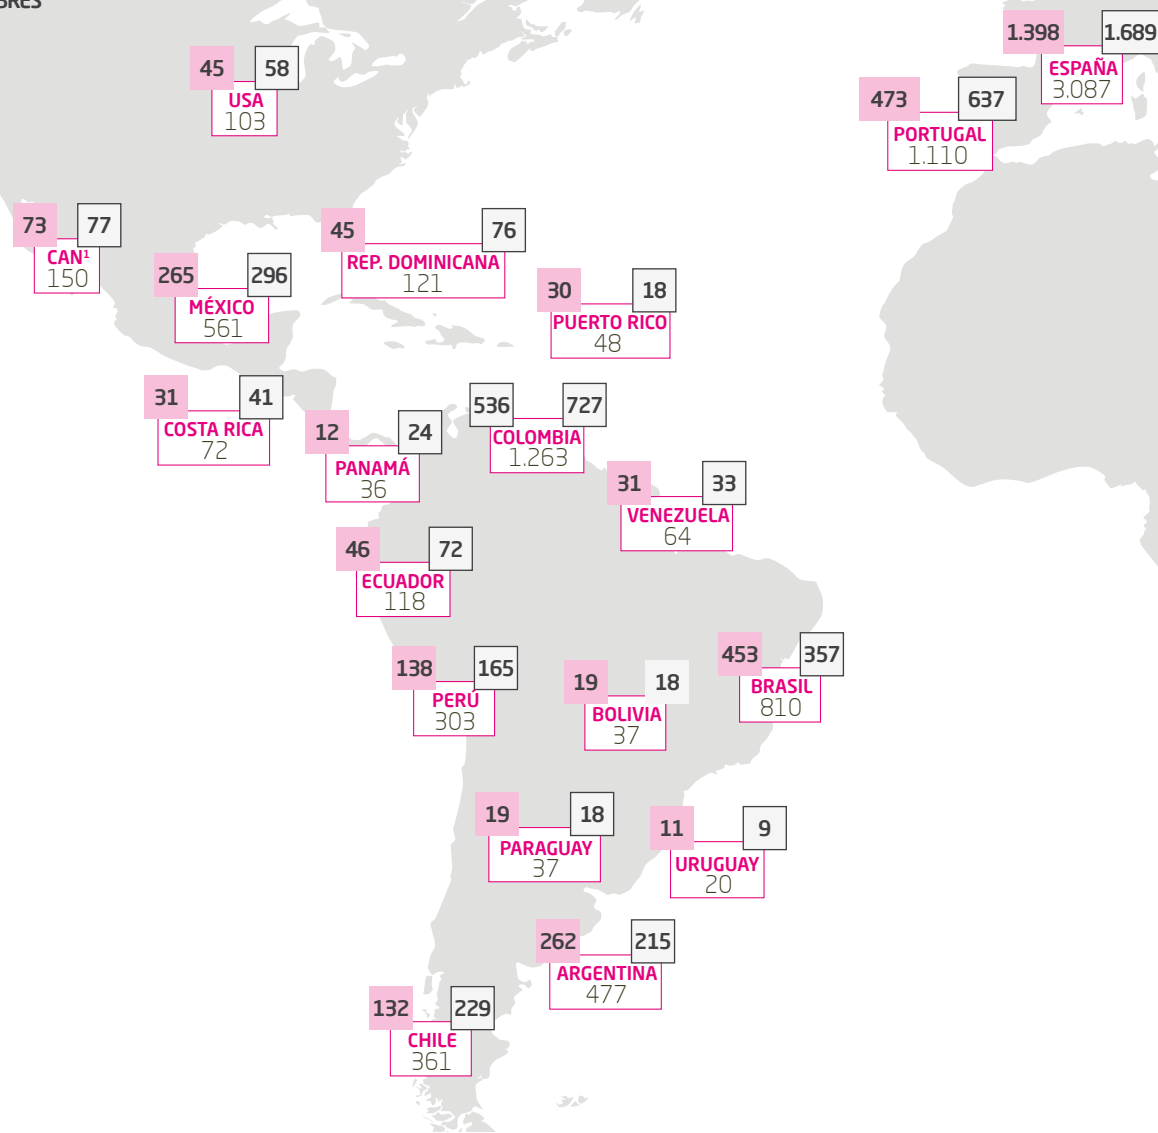 1.398 1.689
ESPAÑA
3.087
45 58
USA
103
473 637
PORTUGAL
1.110
73 77
CAN¹
150
45 76
REP. DOMINICANA
121
265 296
MÉXICO
561
30 18
PUERTO RICO
48
31 41
COSTA RICA
72
12 24
PANAMÁ
36
536 727
COLOMBIA
1.263
31 33
VENEZUELA
64
46 72
ECUADOR
118
138 165
PERÚ
303
19 18
BOLIVIA
37
453 357
BRASIL
810
19 18
PARAGUAY
37
11 9
URUGUAY
20
262 215
ARGENTINA
477
132 229
CHILE
361